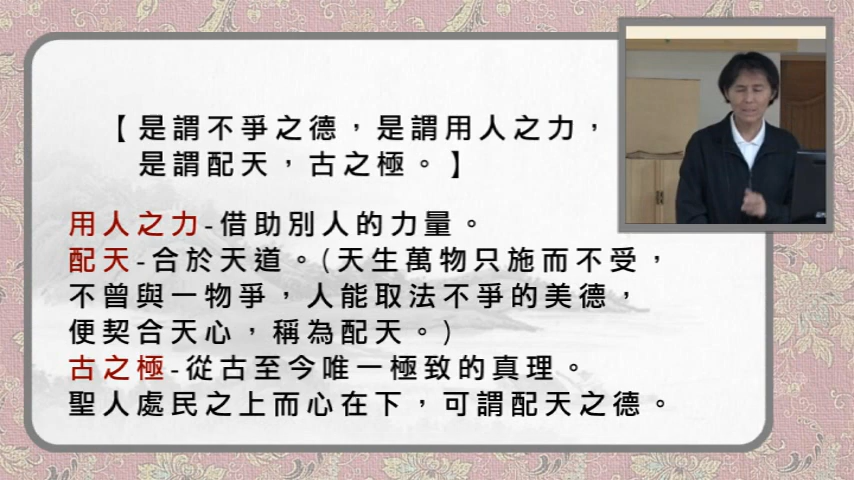 【是謂不爭之德，是謂用人之力，
是謂配天，古之極。】
用人之力-借助別人的力量。
配天-合於天道。(天生萬物只施而不受，
不曾與一物爭，人能取法不爭的美德，
便契合天心，稱為配天。)
古之極-從古至今唯一極致的真理。
聖人處民之上而心在下，可謂配天之德。